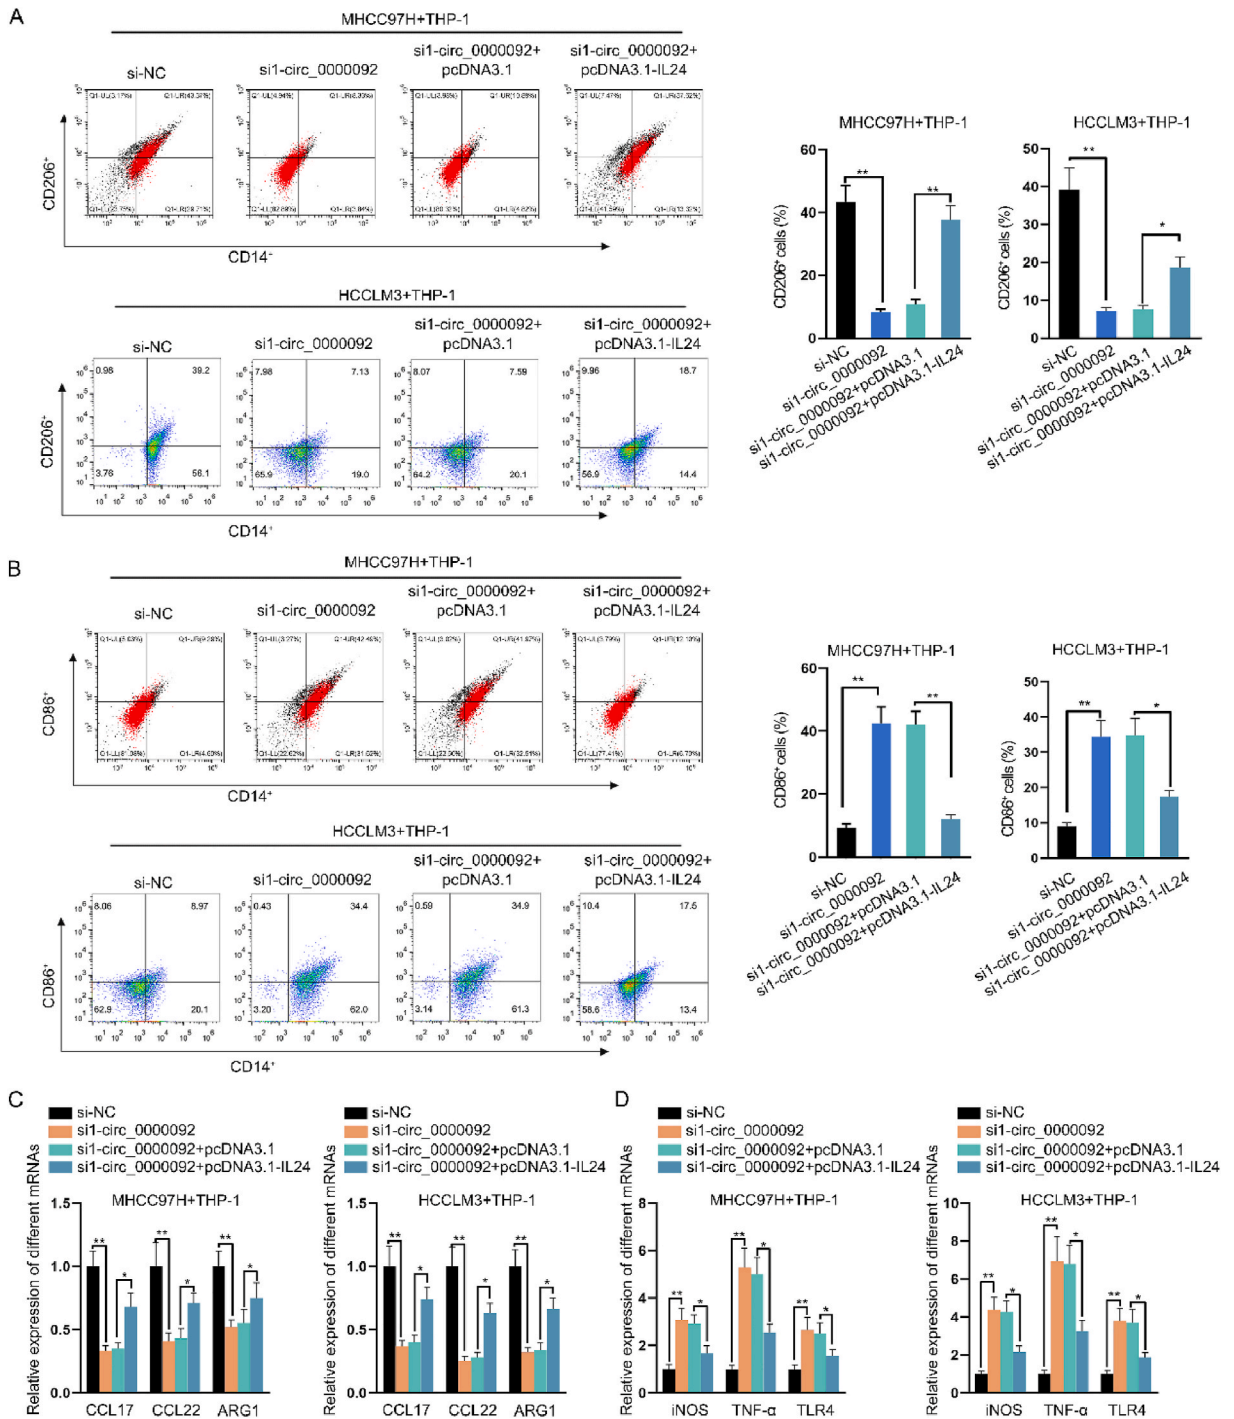 A
MHCC97H+THP-1
si-NC
si1-circ_0000092
si1-circ_0000092+
pcDNA3.1
si1-circ_0000092+
pcDNA3.1-IL24
CD206⁺
CD14⁺
HCCLM3+THP-1
si-NC
si1-circ_0000092
si1-circ_0000092+
pcDNA3.1
si1-circ_0000092+
pcDNA3.1-IL24
0.98 39.2
3.76 58.1
7.98 7.13
65.9 19.0
8.07 7.59
64.2 20.1
9.96 18.7
56.9 14.4
CD206⁺
CD14⁺
MHCC97H+THP-1
CD206⁺ cells (%)
60
40
20
0
** **
si-NC
si1-circ_0000092
si1-circ_0000092+pcDNA3.1
si1-circ_0000092+pcDNA3.1-IL24
HCCLM3+THP-1
CD206⁺ cells (%)
50
40
30
20
10
0
** *
si-NC
si1-circ_0000092
si1-circ_0000092+pcDNA3.1
si1-circ_0000092+pcDNA3.1-IL24
B
MHCC97H+THP-1
si-NC
si1-circ_0000092
si1-circ_0000092+
pcDNA3.1
si1-circ_0000092+
pcDNA3.1-IL24
CD86⁺
CD14⁺
HCCLM3+THP-1
si-NC
si1-circ_0000092
si1-circ_0000092+
pcDNA3.1
si1-circ_0000092+
pcDNA3.1-IL24
8.06 8.97
62.9 20.1
0.43 34.4
3.20 62.0
0.59 34.9
3.14 61.3
10.4 17.5
58.6 13.4
CD86⁺
CD14⁺
MHCC97H+THP-1
CD86⁺ cells (%)
60
40
20
0
** **
si-NC
si1-circ_0000092
si1-circ_0000092+pcDNA3.1
si1-circ_0000092+pcDNA3.1-IL24
HCCLM3+THP-1
CD86⁺ cells (%)
50
40
30
20
10
0
** *
si-NC
si1-circ_0000092
si1-circ_0000092+pcDNA3.1
si1-circ_0000092+pcDNA3.1-IL24
C
si-NC
si1-circ_0000092
si1-circ_0000092+pcDNA3.1
si1-circ_0000092+pcDNA3.1-IL24
MHCC97H+THP-1
Relative expression of different mRNAs
1.5
1.0
0.5
0.0
** * ** * ** *
CCL17 CCL22 ARG1
si-NC
si1-circ_0000092
si1-circ_0000092+pcDNA3.1
si1-circ_0000092+pcDNA3.1-IL24
HCCLM3+THP-1
Relative expression of different mRNAs
1.5
1.0
0.5
0.0
** * ** * ** *
CCL17 CCL22 ARG1
D
si-NC
si1-circ_0000092
si1-circ_0000092+pcDNA3.1
si1-circ_0000092+pcDNA3.1-IL24
MHCC97H+THP-1
Relative expression of different mRNAs
8
6
4
2
0
** * ** * ** *
iNOS TNF-α TLR4
si-NC
si1-circ_0000092
si1-circ_0000092+pcDNA3.1
si1-circ_0000092+pcDNA3.1-IL24
HCCLM3+THP-1
Relative expression of different mRNAs
10
8
6
4
2
0
** * ** * ** *
iNOS TNF-α TLR4